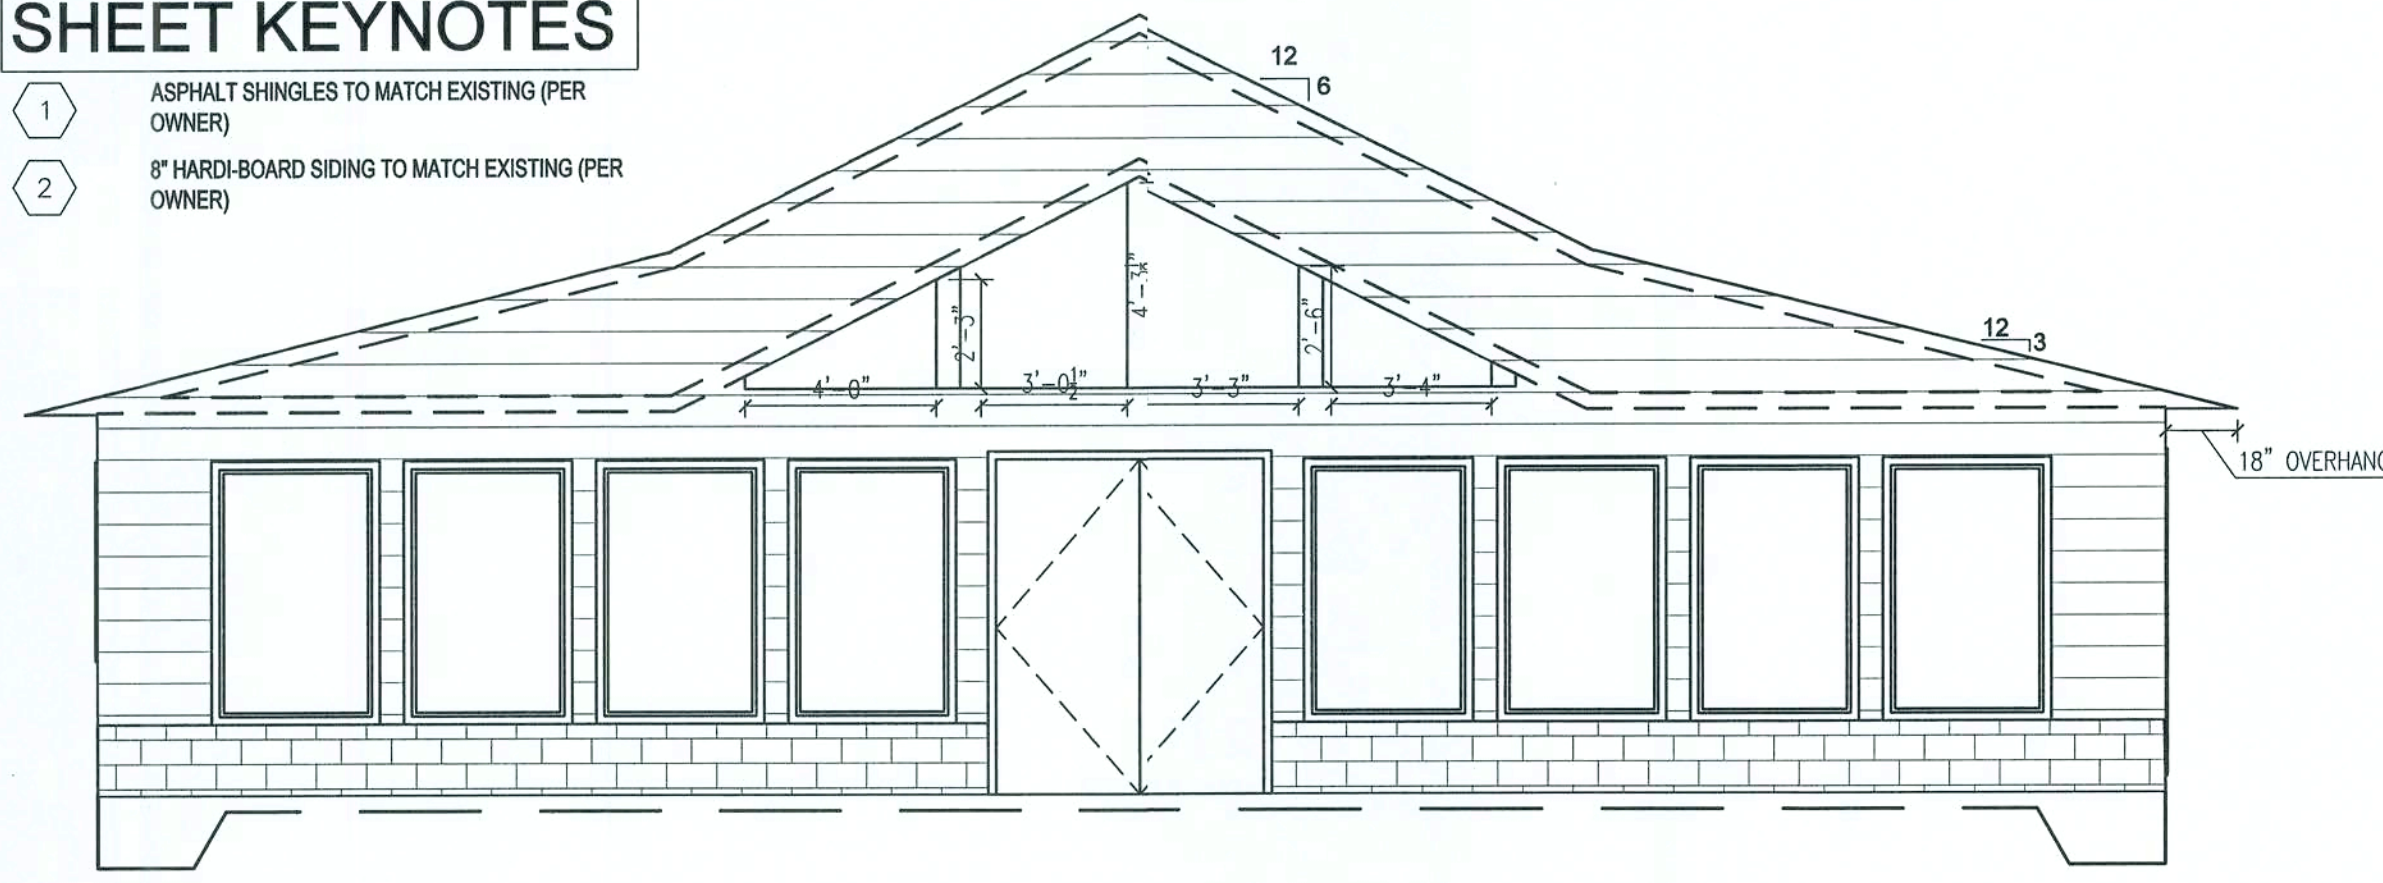 SHEET KEYNOTES
1
ASPHALT SHINGLES TO MATCH EXISTING (PER
OWNER)
2
8" HARDI-BOARD SIDING TO MATCH EXISTING (PER
OWNER)
12
6
12
3
2'-3"
2'-6"
4'-0"
3'-0½"
3'-3"
3'-4"
18" OVERHANG